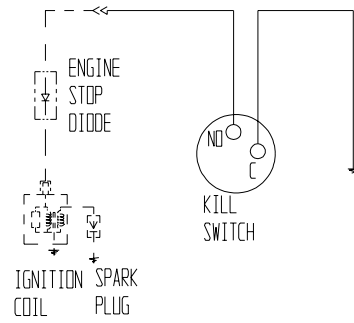 ENGINE
STOP
DIODE
NO
C
KILL
SWITCH
IGNITION
COIL
SPARK
PLUG